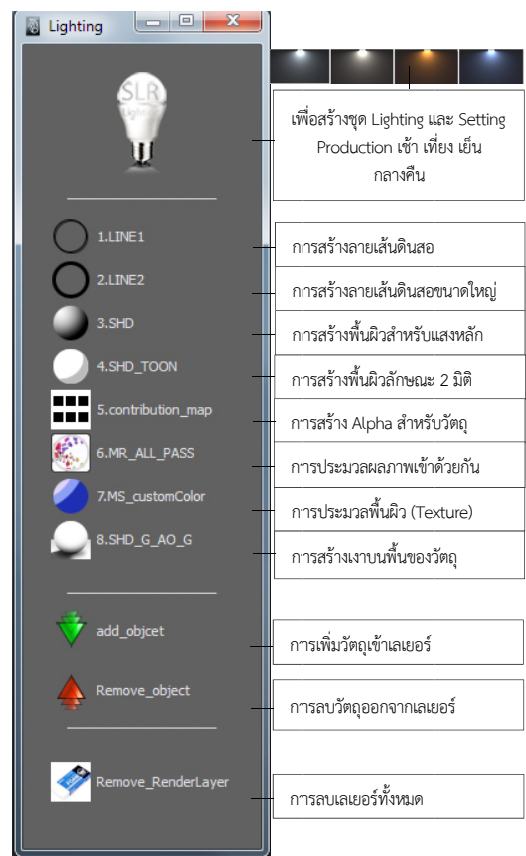 Lighting
SLR
Lighting
เพื่อสร้างชุด Lighting และ Setting
Production เช้า เที่ยง เย็น
กลางคืน
1.LINE1
การสร้างลายเส้นดินสอ
2.LINE2
การสร้างลายเส้นดินสอขนาดใหญ่
3.SHD
การสร้างพื้นผิวสำหรับแสงหลัก
4.SHD_TOON
การสร้างพื้นผิวลักษณะ 2 มิติ
5.contribution_map
การสร้าง Alpha สำหรับวัตถุ
6.MR_ALL_PASS
การประมวลผลภาพเข้าด้วยกัน
7.MS_customColor
การประมวลพื้นผิว (Texture)
8.SHD_G_AO_G
การสร้างเงาบนพื้นของวัตถุ
add_objcet
การเพิ่มวัตถุเข้าเลเยอร์
Remove_object
การลบวัตถุออกจากเลเยอร์
Remove_RenderLayer
การลบเลเยอร์ทั้งหมด